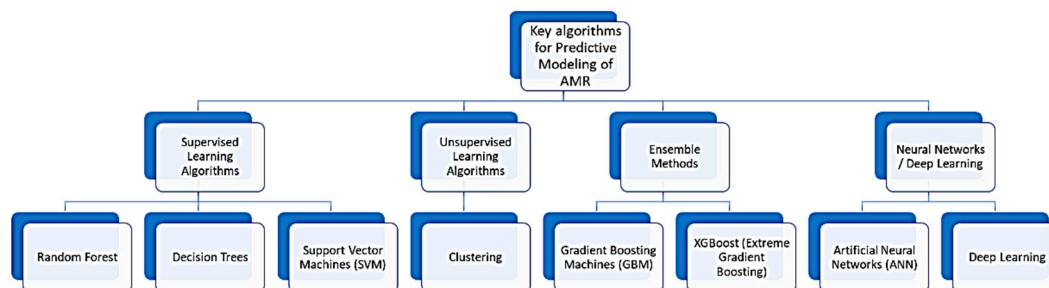 Key algorithms
for Predictive
Modeling of
AMR
Supervised
Learning
Algorithms
Unsupervised
Learning
Algorithms
Ensemble
Methods
Neural Networks
/ Deep Learning
Random Forest
Decision Trees
Support Vector
Machines (SVM)
Clustering
Gradient Boosting
Machines (GBM)
XGBoost (Extreme
Gradient
Boosting)
Artificial Neural
Networks (ANN)
Deep Learning